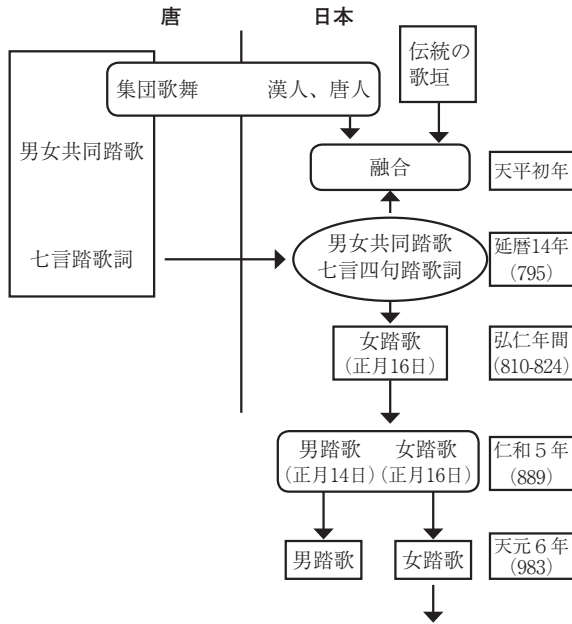 唐
日本
集団歌舞
漢人、唐人
伝統の
歌垣
男女共同踏歌
融合
天平初年
七言踏歌詞
男女共同踏歌
七言四句踏歌詞
延暦14年
(795)
女踏歌
(正月16日)
弘仁年間
(810-824)
男踏歌
(正月14日)
女踏歌
(正月16日)
仁和5年
(889)
男踏歌
女踏歌
天元6年
(983)